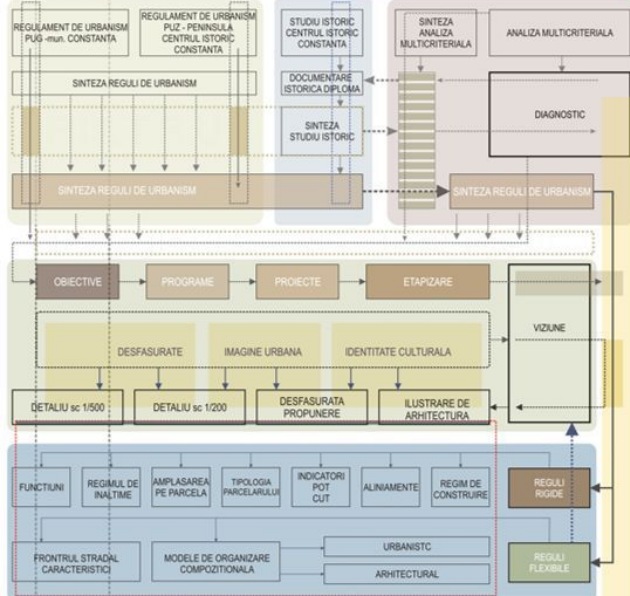 REGULAMENT DE URBANISM
PUG -mun. CONSTANTA
REGULAMENT DE URBANISM
PUZ - PENINSULA
CENTRUL ISTORIC
CONSTANTA
STUDIU ISTORIC
CENTRUL ISTORIC
CONSTANTA
SINTEZA
ANALIZA
MULTICRITERIALA
ANALIZA MULTICRITERIALA
SINTEZA REGULI DE URBANISM
DOCUMENTARE
ISTORICA DIPLOMA
DIAGNOSTIC
SINTEZA
STUDIU ISTORIC
SINTEZA REGULI DE URBANISM
SINTEZA REGULI DE URBANISM
OBIECTIVE
PROGRAME
PROIECTE
ETAPIZARE
VIZIUNE
DESFASURATE
IMAGINE URBANA
IDENTITATE CULTURALA
DETALIU sc 1/500
DETALIU sc 1/200
DESFASURATA
PROPUNERE
ILUSTRARE DE
ARHITECTURA
FUNCTIUNI
REGIMUL DE
INALTIME
AMPLASAREA
PE PARCELA
TIPOLOGIA
PARCELARULUI
INDICATORI
POT
CUT
ALINIAMENTE
REGIM DE
CONSTRUIRE
REGULI
RIGIDE
FRONTRUL STRADAL
CARACTERISTICI
MODELE DE ORGANIZARE
COMPOZITIONALA
URBANISTC
ARHITECTURAL
REGULI
FLEXIBILE